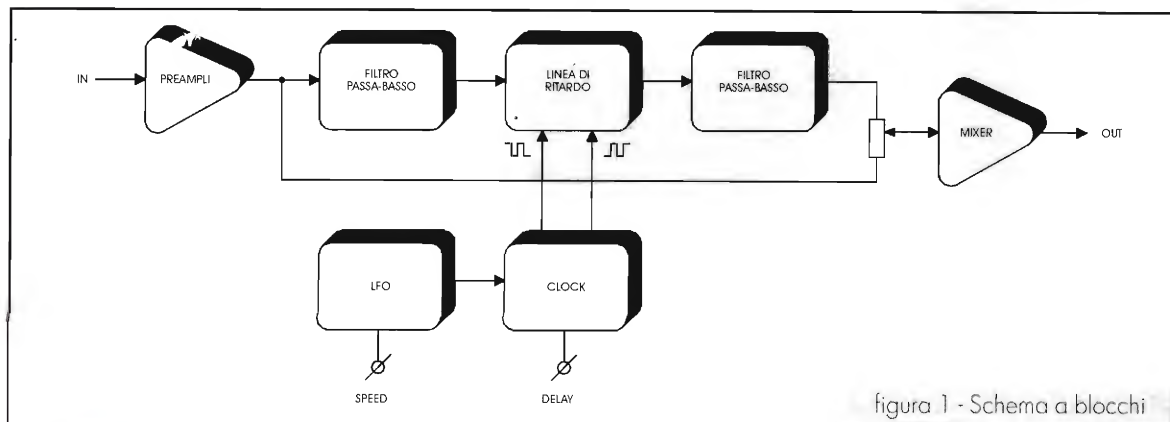 IN
PREAMPLI
FILTRO
PASSA-BASSO
LINEA DI
RITARDO
FILTRO
PASSA-BASSO
MIXER
OUT
LFO
CLOCK
SPEED
DELAY
figura 1 - Schema a blocchi